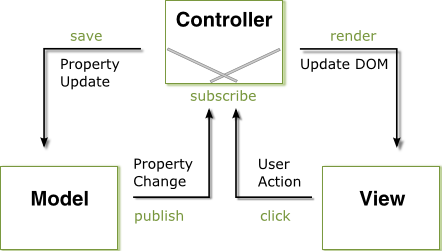 Controller
save
render
Property
Update
Update DOM
subscribe
Property
Change
User
Action
Model
View
publish
click